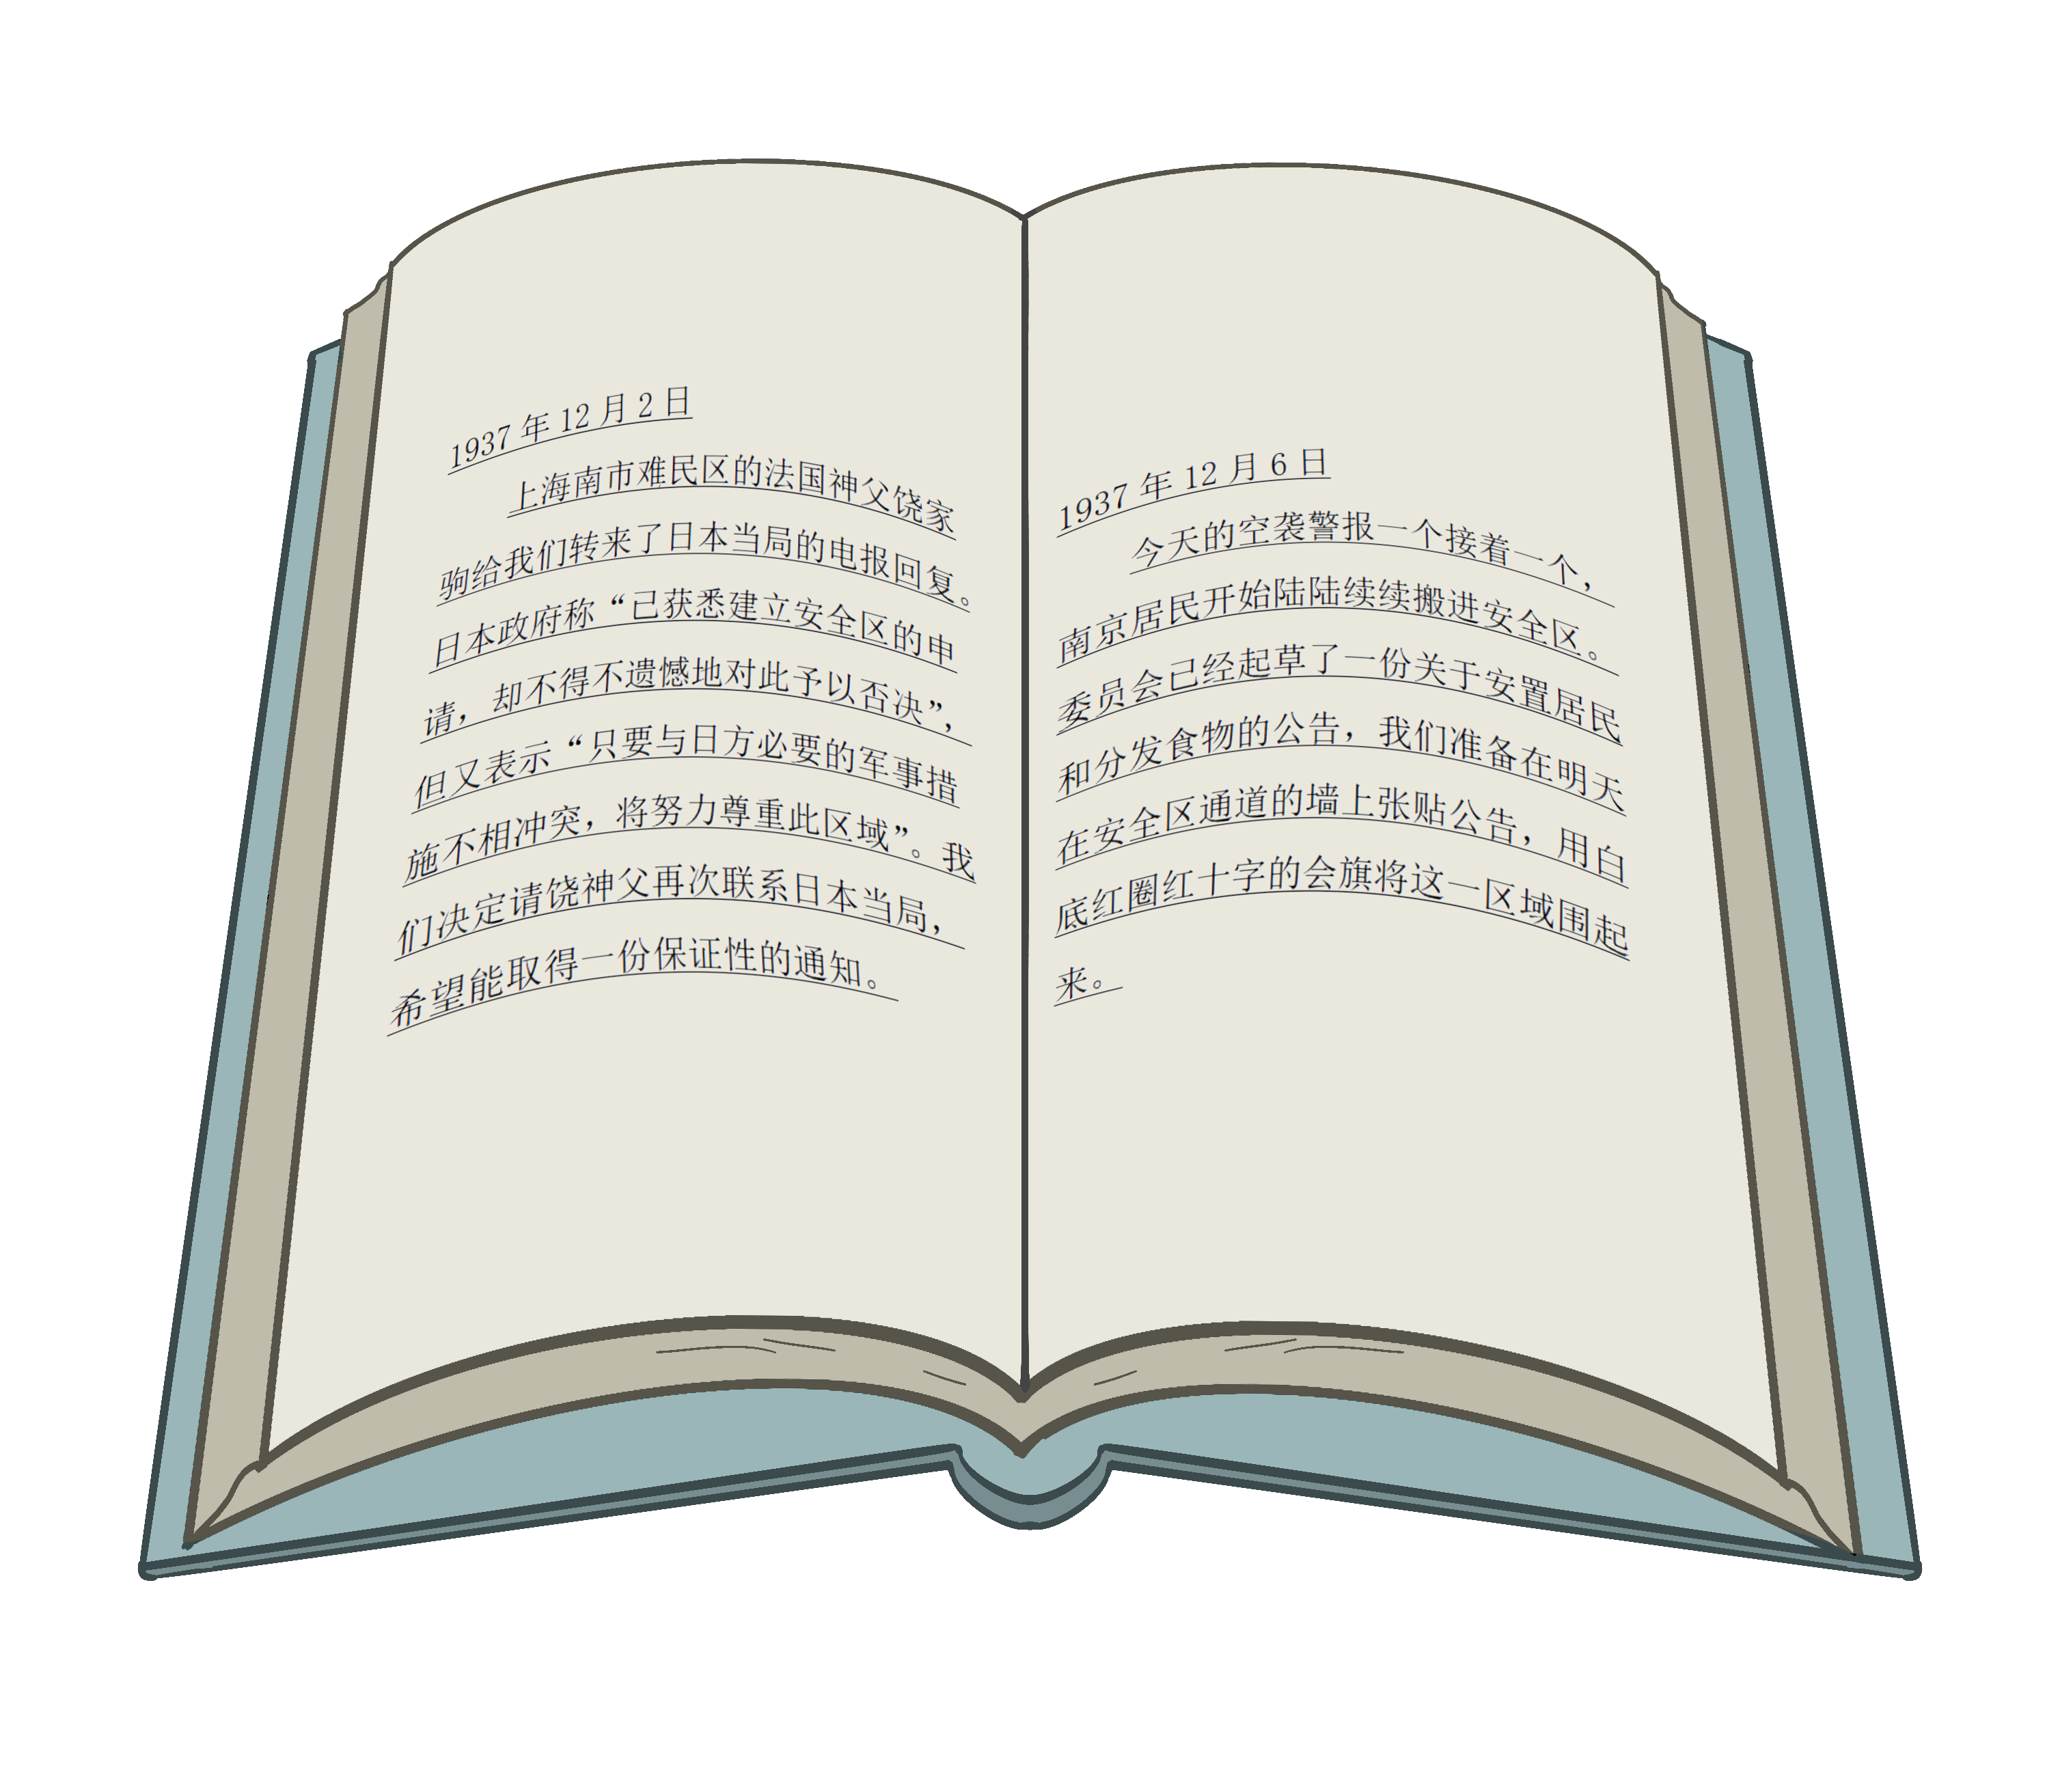 1937 年 12 月 2 日
上海南市难民区的法国神父饶家
驹给我们转来了日本当局的电报回复。
日本政府称“已获悉建立安全区的申
请，却不得不遗憾地对此予以否决”，
但又表示“只要与日方必要的军事措
施不相冲突，将努力尊重此区域”。我
们决定请饶神父再次联系日本当局，
希望能取得一份保证性的通知。
1937 年 12 月 6 日
今天的空袭警报一个接着一个，
南京居民开始陆陆续续搬进安全区。
委员会已经起草了一份关于安置居民
和分发食物的公告，我们准备在明天
在安全区通道的墙上张贴公告，用白
底红圈红十字的会旗将这一区域围起
来。